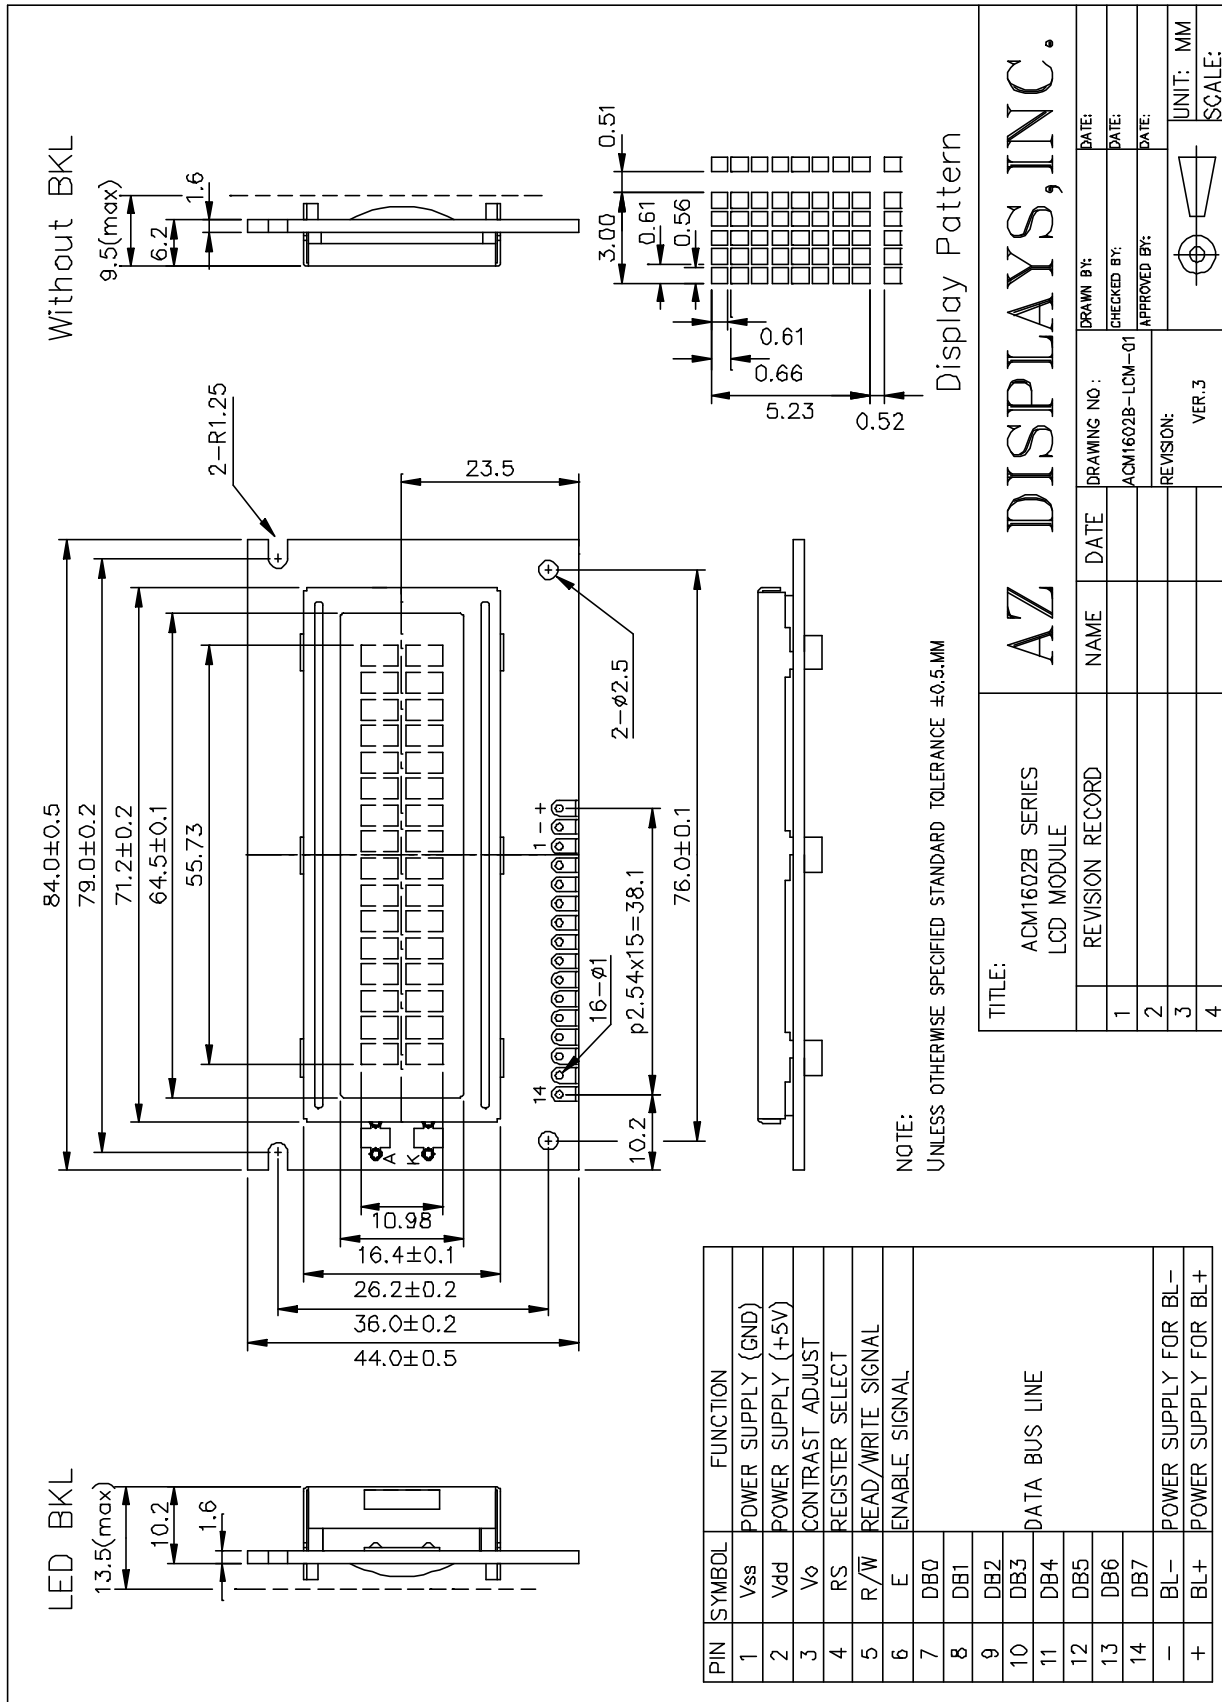 LED BKL
13.5(max)
10.2
1.6
84.0±0.5
79.0±0.2
71.2±0.2
64.5±0.1
55.73
2-R1.25
23.5
A
K
10.98
16.4±0.1
26.2±0.2
36.0±0.2
44.0±0.5
14
1 - +
16-ø1
p2.54x15=38.1
10.2
76.0±0.1
2-ø2.5
Without BKL
9.5(max)
6.2
1.6
3.00
0.51
0.61
0.56
0.61
0.66
5.23
0.52
Display Pattern
PIN SYMBOL FUNCTION
1 Vss POWER SUPPLY (GND)
2 Vdd POWER SUPPLY (+5V)
3 Vo CONTRAST ADJUST
4 RS REGISTER SELECT
5 R/W̅ READ/WRITE SIGNAL
6 E ENABLE SIGNAL
7 DB0
8 DB1
9 DB2
10 DB3
DATA BUS LINE
11 DB4
12 DB5
13 DB6
14 DB7
- BL- POWER SUPPLY FOR BL-
+ BL+ POWER SUPPLY FOR BL+
NOTE:
UNLESS OTHERWISE SPECIFIED STANDARD TOLERANCE ±0.5.MM
TITLE:
ACM1602B SERIES
LCD MODULE
AZ DISPLAYS,INC.
REVISION RECORD NAME DATE
1
2
3
4
DRAWING NO :
ACM1602B-LCM-01
REVISION:
VER.3
DRAWN BY: DATE:
CHECKED BY: DATE:
APPROVED BY: DATE:
UNIT: MM
SCALE: